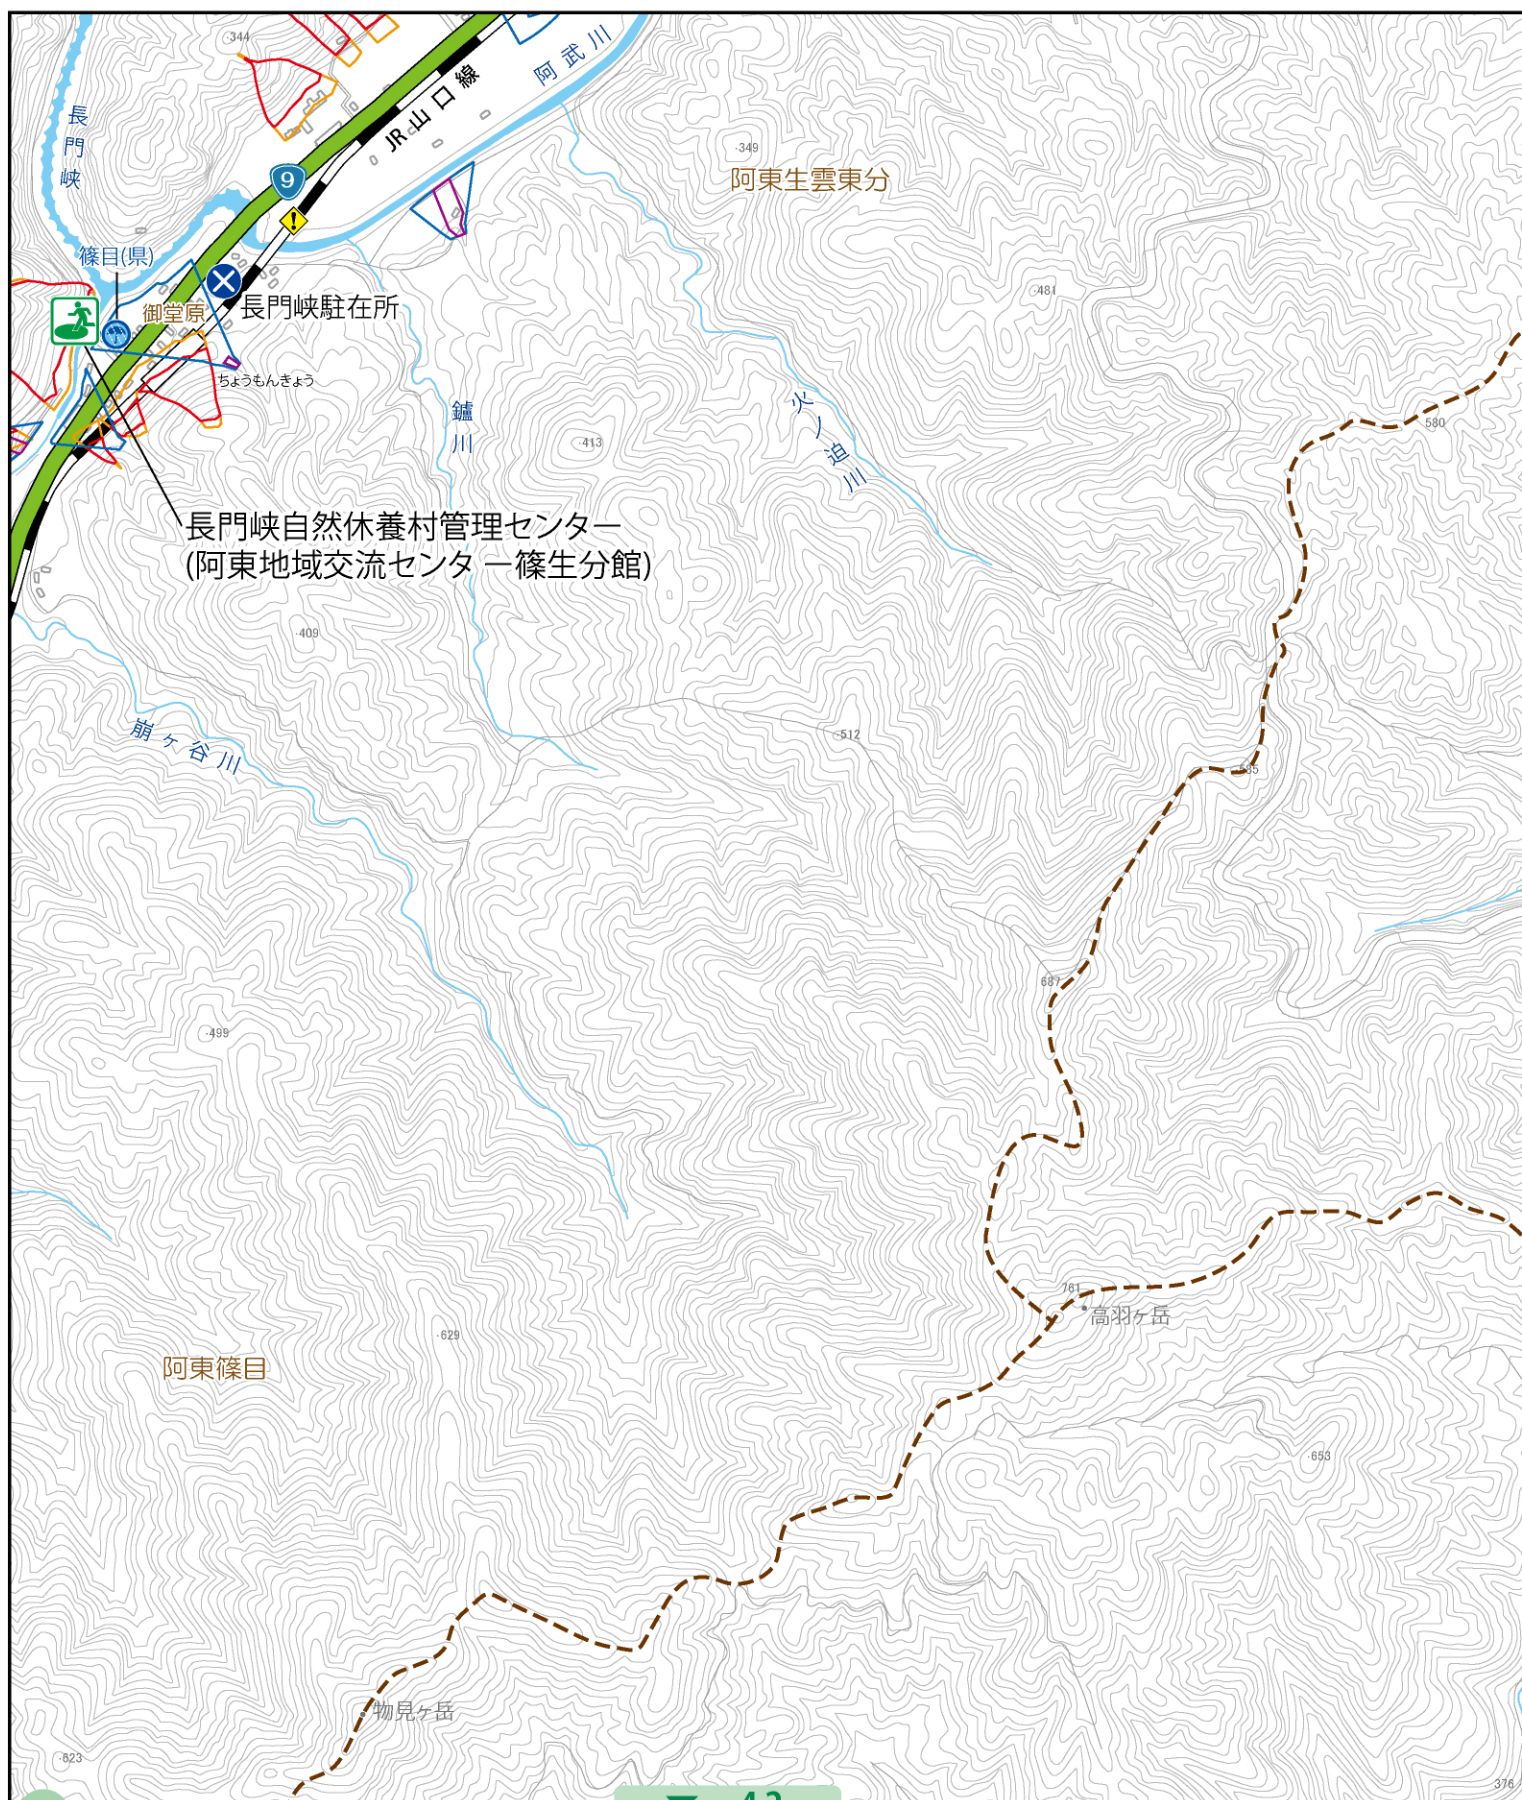 344
阿武川
JR山口線
長門峡
349
阿東生雲東分
9
!
篠目(県)
481
長門峡駐在所
御堂原
ちょうもんきょう
火ノ迫川
鑪川
413
580
長門峡自然休養村管理センター
(阿東地域交流センター篠生分館)
409
崩ヶ谷川
512
685
687
499
761
高羽ヶ岳
629
阿東篠目
653
物見ヶ岳
623
376